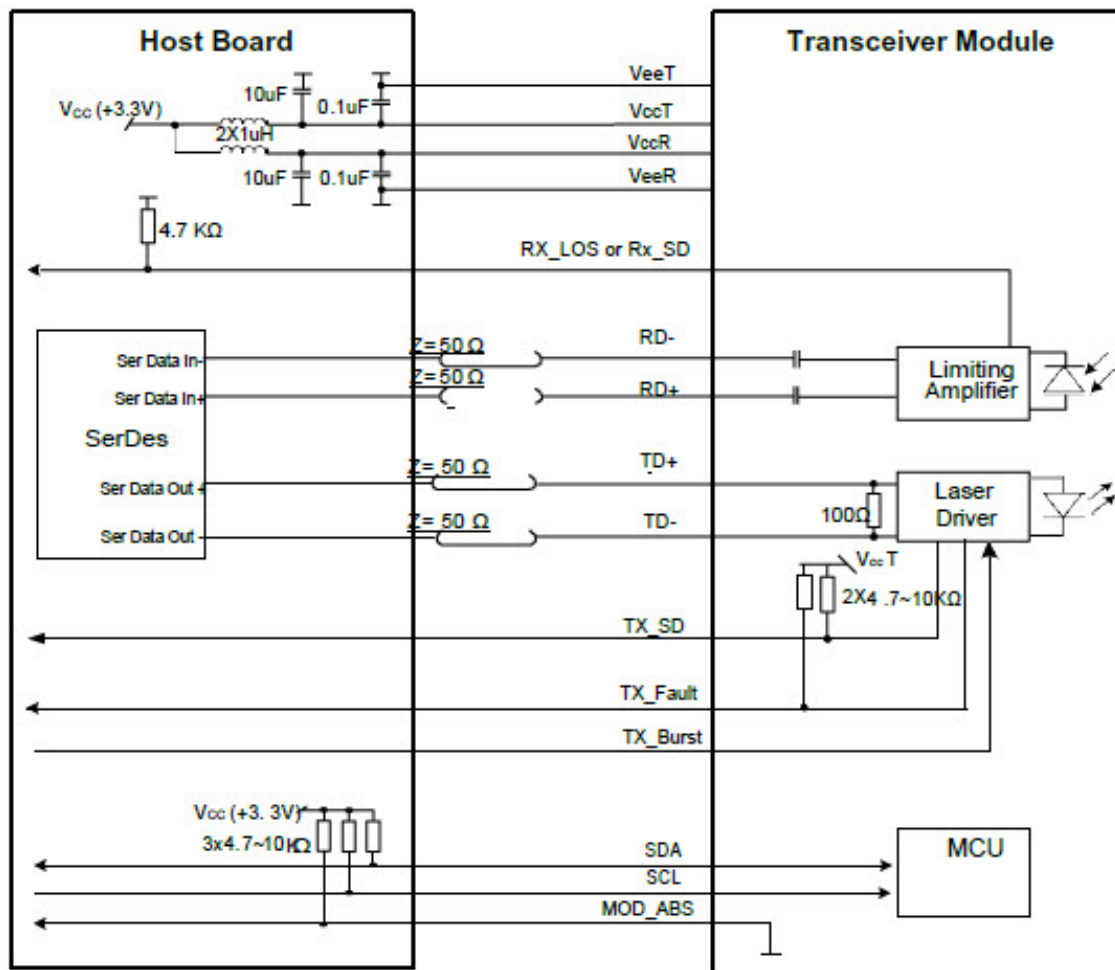 Host Board
Transceiver Module
VeeT
10uF
0.1uF
Vcc (+3.3V)
VccT
2X1uH
VccR
10uF
0.1uF
VeeR
4.7 KΩ
RX_LOS or Rx_SD
Z= 50 Ω
RD-
Ser Data In-
Z= 50 Ω
Limiting
Amplifier
Ser Data In+
RD+
SerDes
Z= 50 Ω
TD+
Ser Data Out +
Laser
Driver
Z= 50 Ω
TD-
100Ω
Ser Data Out -
Vcc T
2X4 .7~10KΩ
TX_SD
TX_Fault
TX_Burst
Vcc (+3. 3V)
3x4.7~10KΩ
SDA
MCU
SCL
MOD_ABS